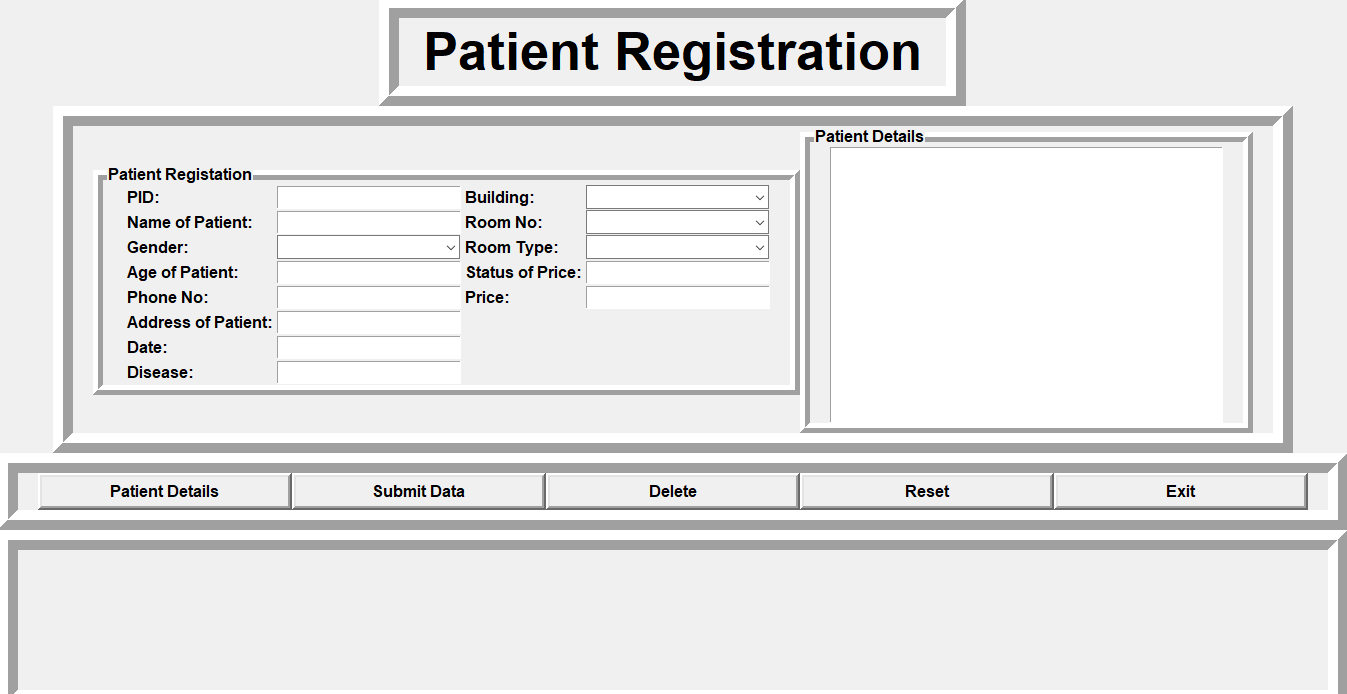 Patient Registration
Patient Registation
PID:
Building:
Name of Patient:
Room No:
Gender:
Room Type:
Age of Patient:
Status of Price:
Phone No:
Price:
Address of Patient:
Date:
Disease:
Patient Details
Patient Details
Submit Data
Delete
Reset
Exit